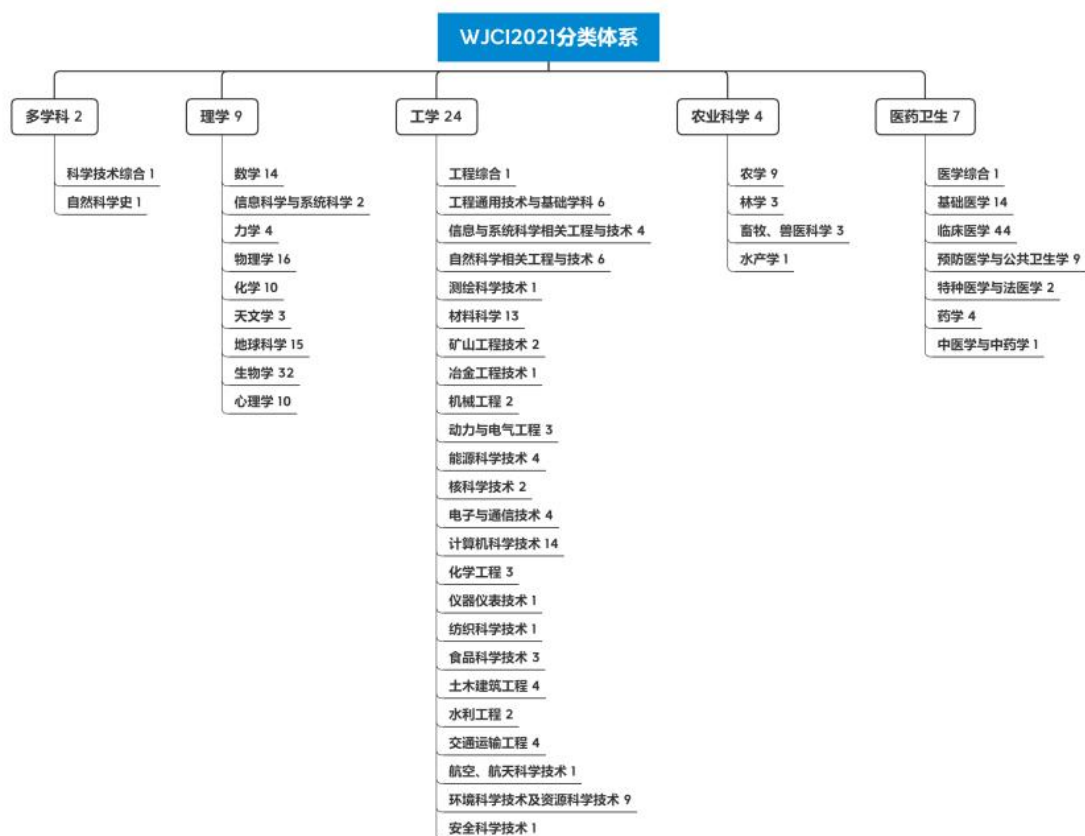 WJCI2021分类体系
多学科 2
科学技术综合 1
自然科学史 1
理学 9
数学 14
信息科学与系统科学 2
力学 4
物理学 16
化学 10
天文学 3
地球科学 15
生物学 32
心理学 10
工学 24
工程综合 1
工程通用技术与基础学科 6
信息与系统科学相关工程与技术 4
自然科学相关工程与技术 6
测绘科学技术 1
材料科学 13
矿山工程技术 2
冶金工程技术 1
机械工程 2
动力与电气工程 3
能源科学技术 4
核科学技术 2
电子与通信技术 4
计算机科学技术 14
化学工程 3
仪器仪表技术 1
纺织科学技术 1
食品科学技术 3
土木建筑工程 4
水利工程 2
交通运输工程 4
航空、航天科学技术 1
环境科学技术及资源科学技术 9
安全科学技术 1
农业科学 4
农学 9
林学 3
畜牧、兽医科学 3
水产学 1
医药卫生 7
医学综合 1
基础医学 14
临床医学 44
预防医学与公共卫生学 9
特种医学与法医学 2
药学 4
中医学与中药学 1